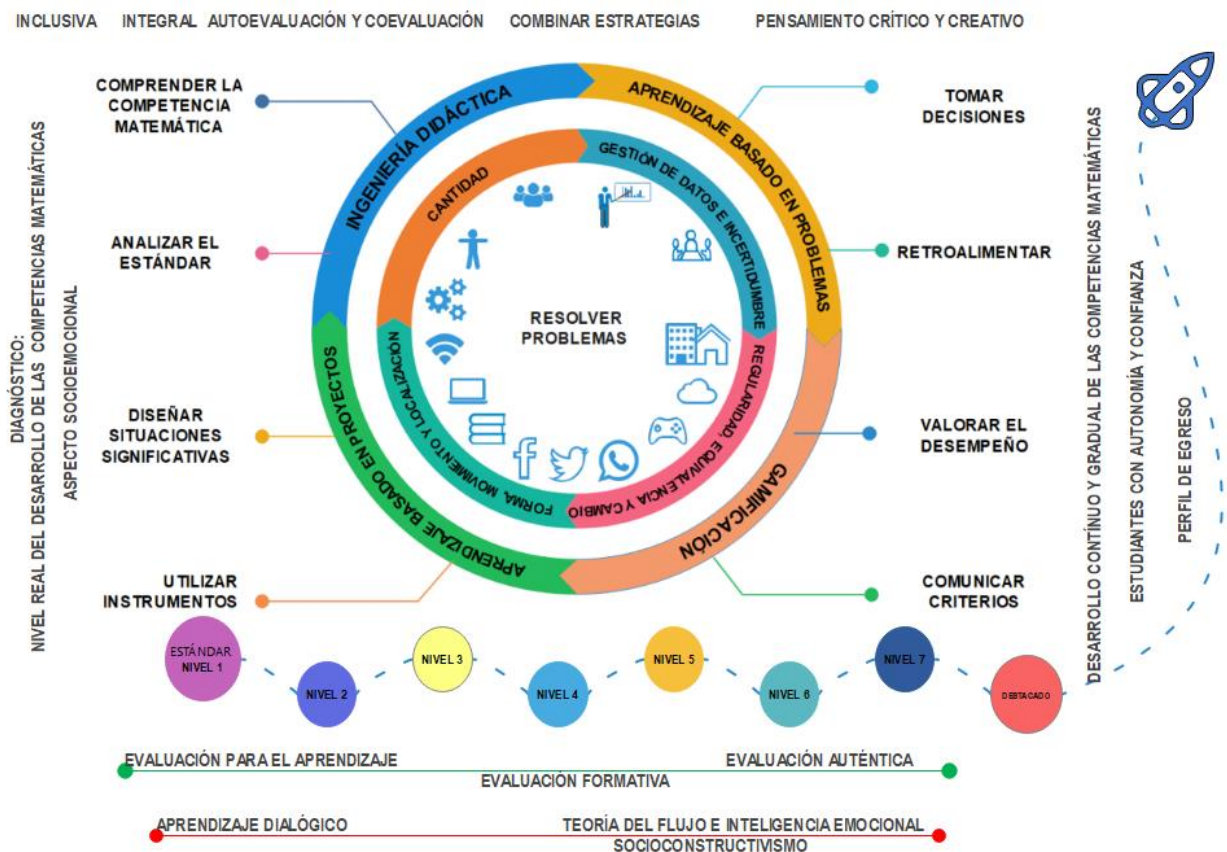 INCLUSIVA INTEGRAL AUTOEVALUACIÓN Y COEVALUACIÓN COMBINAR ESTRATEGIAS PENSAMIENTO CRÍTICO Y CREATIVO
DIAGNÓSTICO:
NIVEL REAL DEL DESARROLLO DE LAS COMPETENCIAS MATEMÁTICAS
ASPECTO SOCIOEMOCIONAL
COMPRENDER LA
COMPETENCIA
MATEMÁTICA
ANALIZAR EL
ESTÁNDAR
DISEÑAR
SITUACIONES
SIGNIFICATIVAS
UTILIZAR
INSTRUMENTOS
INGENIERÍA DIDÁCTICA
APRENDIZAJE BASADO EN PROBLEMAS
GAMIFICACIÓN
APRENDIZAJE BASADO EN PROYECTOS
CANTIDAD
GESTIÓN DE DATOS E INCERTIDUMBRE
REGULARIDAD, EQUIVALENCIA Y CAMBIO
FORMA, MOVIMIENTO Y LOCALIZACIÓN
RESOLVER
PROBLEMAS
TOMAR
DECISIONES
RETROALIMENTAR
VALORAR EL
DESEMPEÑO
COMUNICAR
CRITERIOS
DESARROLLO CONTÍNUO Y GRADUAL DE LAS COMPETENCIAS MATEMÁTICAS
ESTUDIANTES CON AUTONOMÍA Y CONFIANZA
PERFIL DE EGRESO
ESTÁNDAR
NIVEL 1
NIVEL 2
NIVEL 3
NIVEL 4
NIVEL 5
NIVEL 6
NIVEL 7
DESTACADO
EVALUACIÓN PARA EL APRENDIZAJE EVALUACIÓN AUTÉNTICA
EVALUACIÓN FORMATIVA
APRENDIZAJE DIALÓGICO TEORÍA DEL FLUJO E INTELIGENCIA EMOCIONAL
SOCIOCONSTRUCTIVISMO